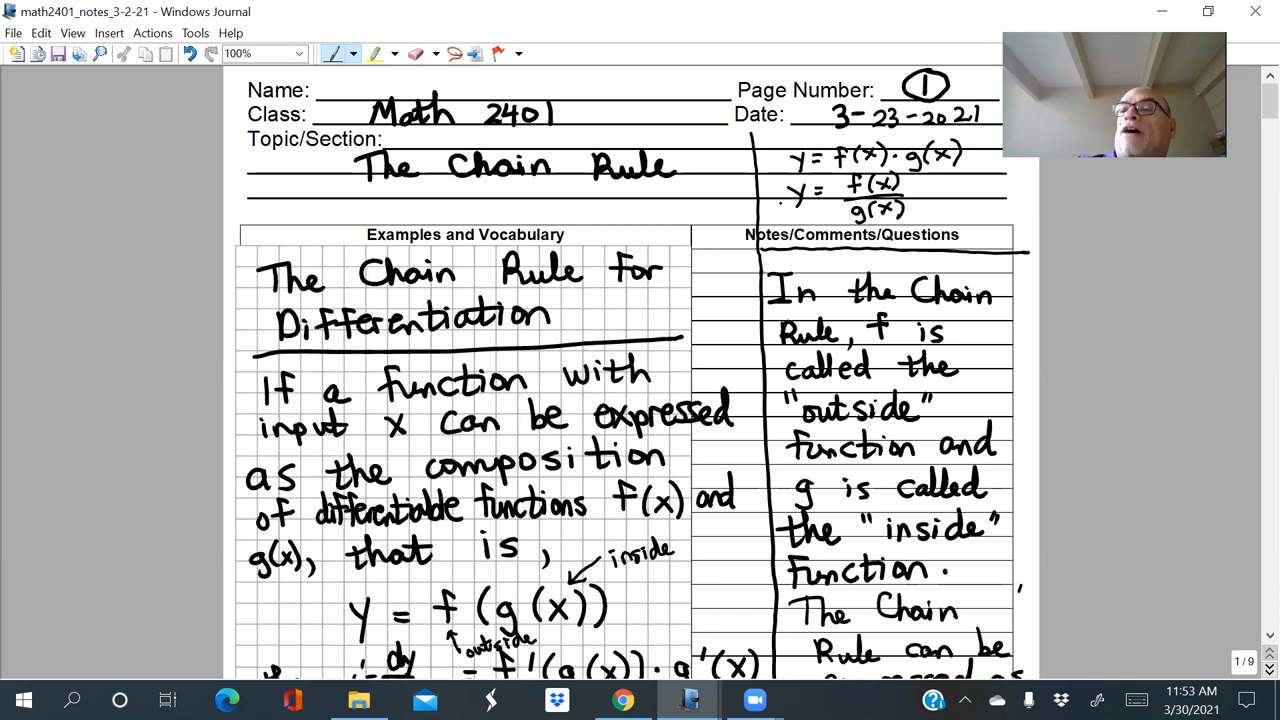 math2401_notes_3-2-21 - Windows Journal
File Edit View Insert Actions Tools Help
100%
Name:
Page Number: 1
Class: Math 2401
Date: 3-23-2021
Topic/Section:
The Chain Rule
y = f(x) · g(x)
y = f(x)/g(x)
Examples and Vocabulary
The Chain Rule for
Differentiation
If a function with
input x can be expressed
as the composition
of differentiable functions f(x) and
g(x), that is,
inside
y = f(g(x))
outside
dy = f'(g(x)) · g'(x)
Notes/Comments/Questions
In the Chain
Rule, f is
called the
"outside"
function and
g is called
the "inside"
function.
The Chain
Rule can be
1 / 9
11:53 AM
3/30/2021